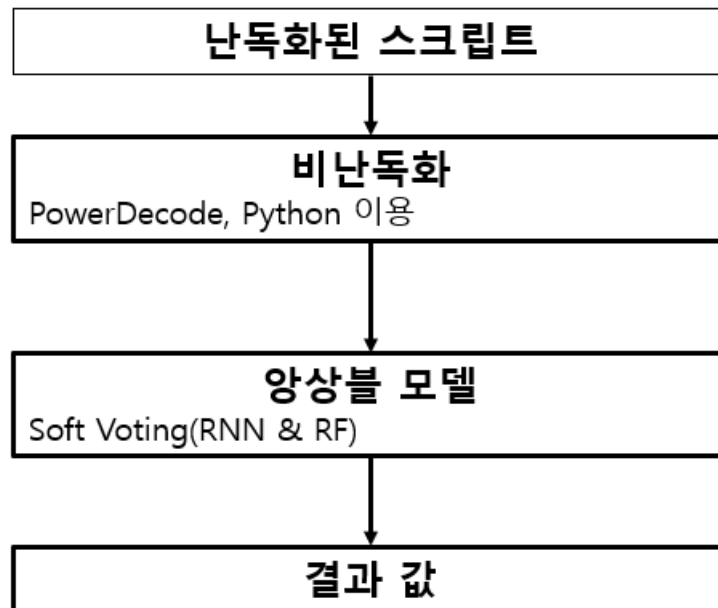 난독화된 스크립트
비난독화
PowerDecode, Python 이용
앙상블 모델
Soft Voting(RNN & RF)
결과 값